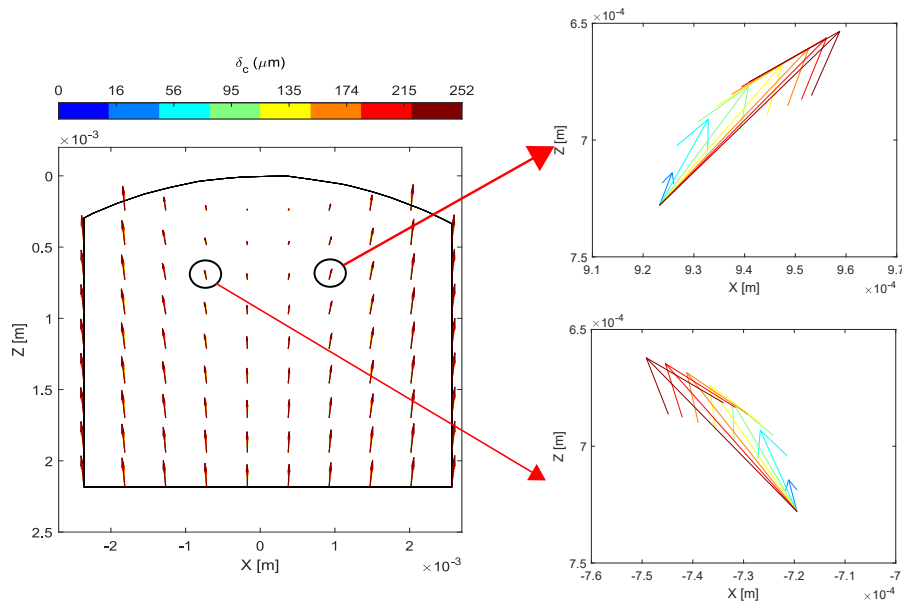 δc (μm)
0 16 56 95 135 174 215 252
×10-3
0
0.5
1
1.5
2
2.5
Z [m]
-2 -1 0 1 2
X [m]
×10-3
×10-4
6.5
7
7.5
Z [m]
9.1 9.2 9.3 9.4 9.5 9.6 9.7
X [m]
×10-4
×10-4
6.5
7
7.5
Z [m]
-7.6 -7.5 -7.4 -7.3 -7.2 -7.1 -7
X [m]
×10-4